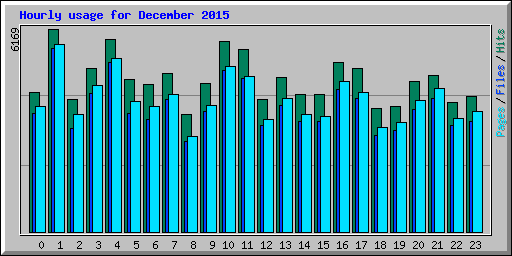 Hourly usage for December 2015
6169
Pages/Files/Hits
0 1 2 3 4 5 6 7 8 9 10 11 12 13 14 15 16 17 18 19 20 21 22 23